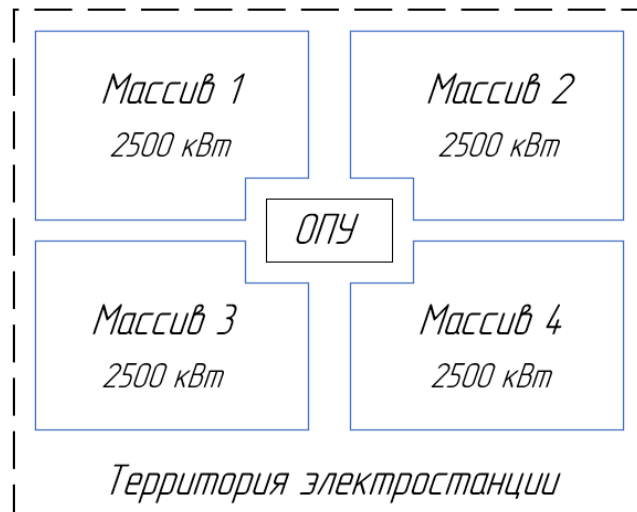 Массив 1
2500 кВт
Массив 2
2500 кВт
ОПУ
Массив 3
2500 кВт
Массив 4
2500 кВт
Территория электростанции